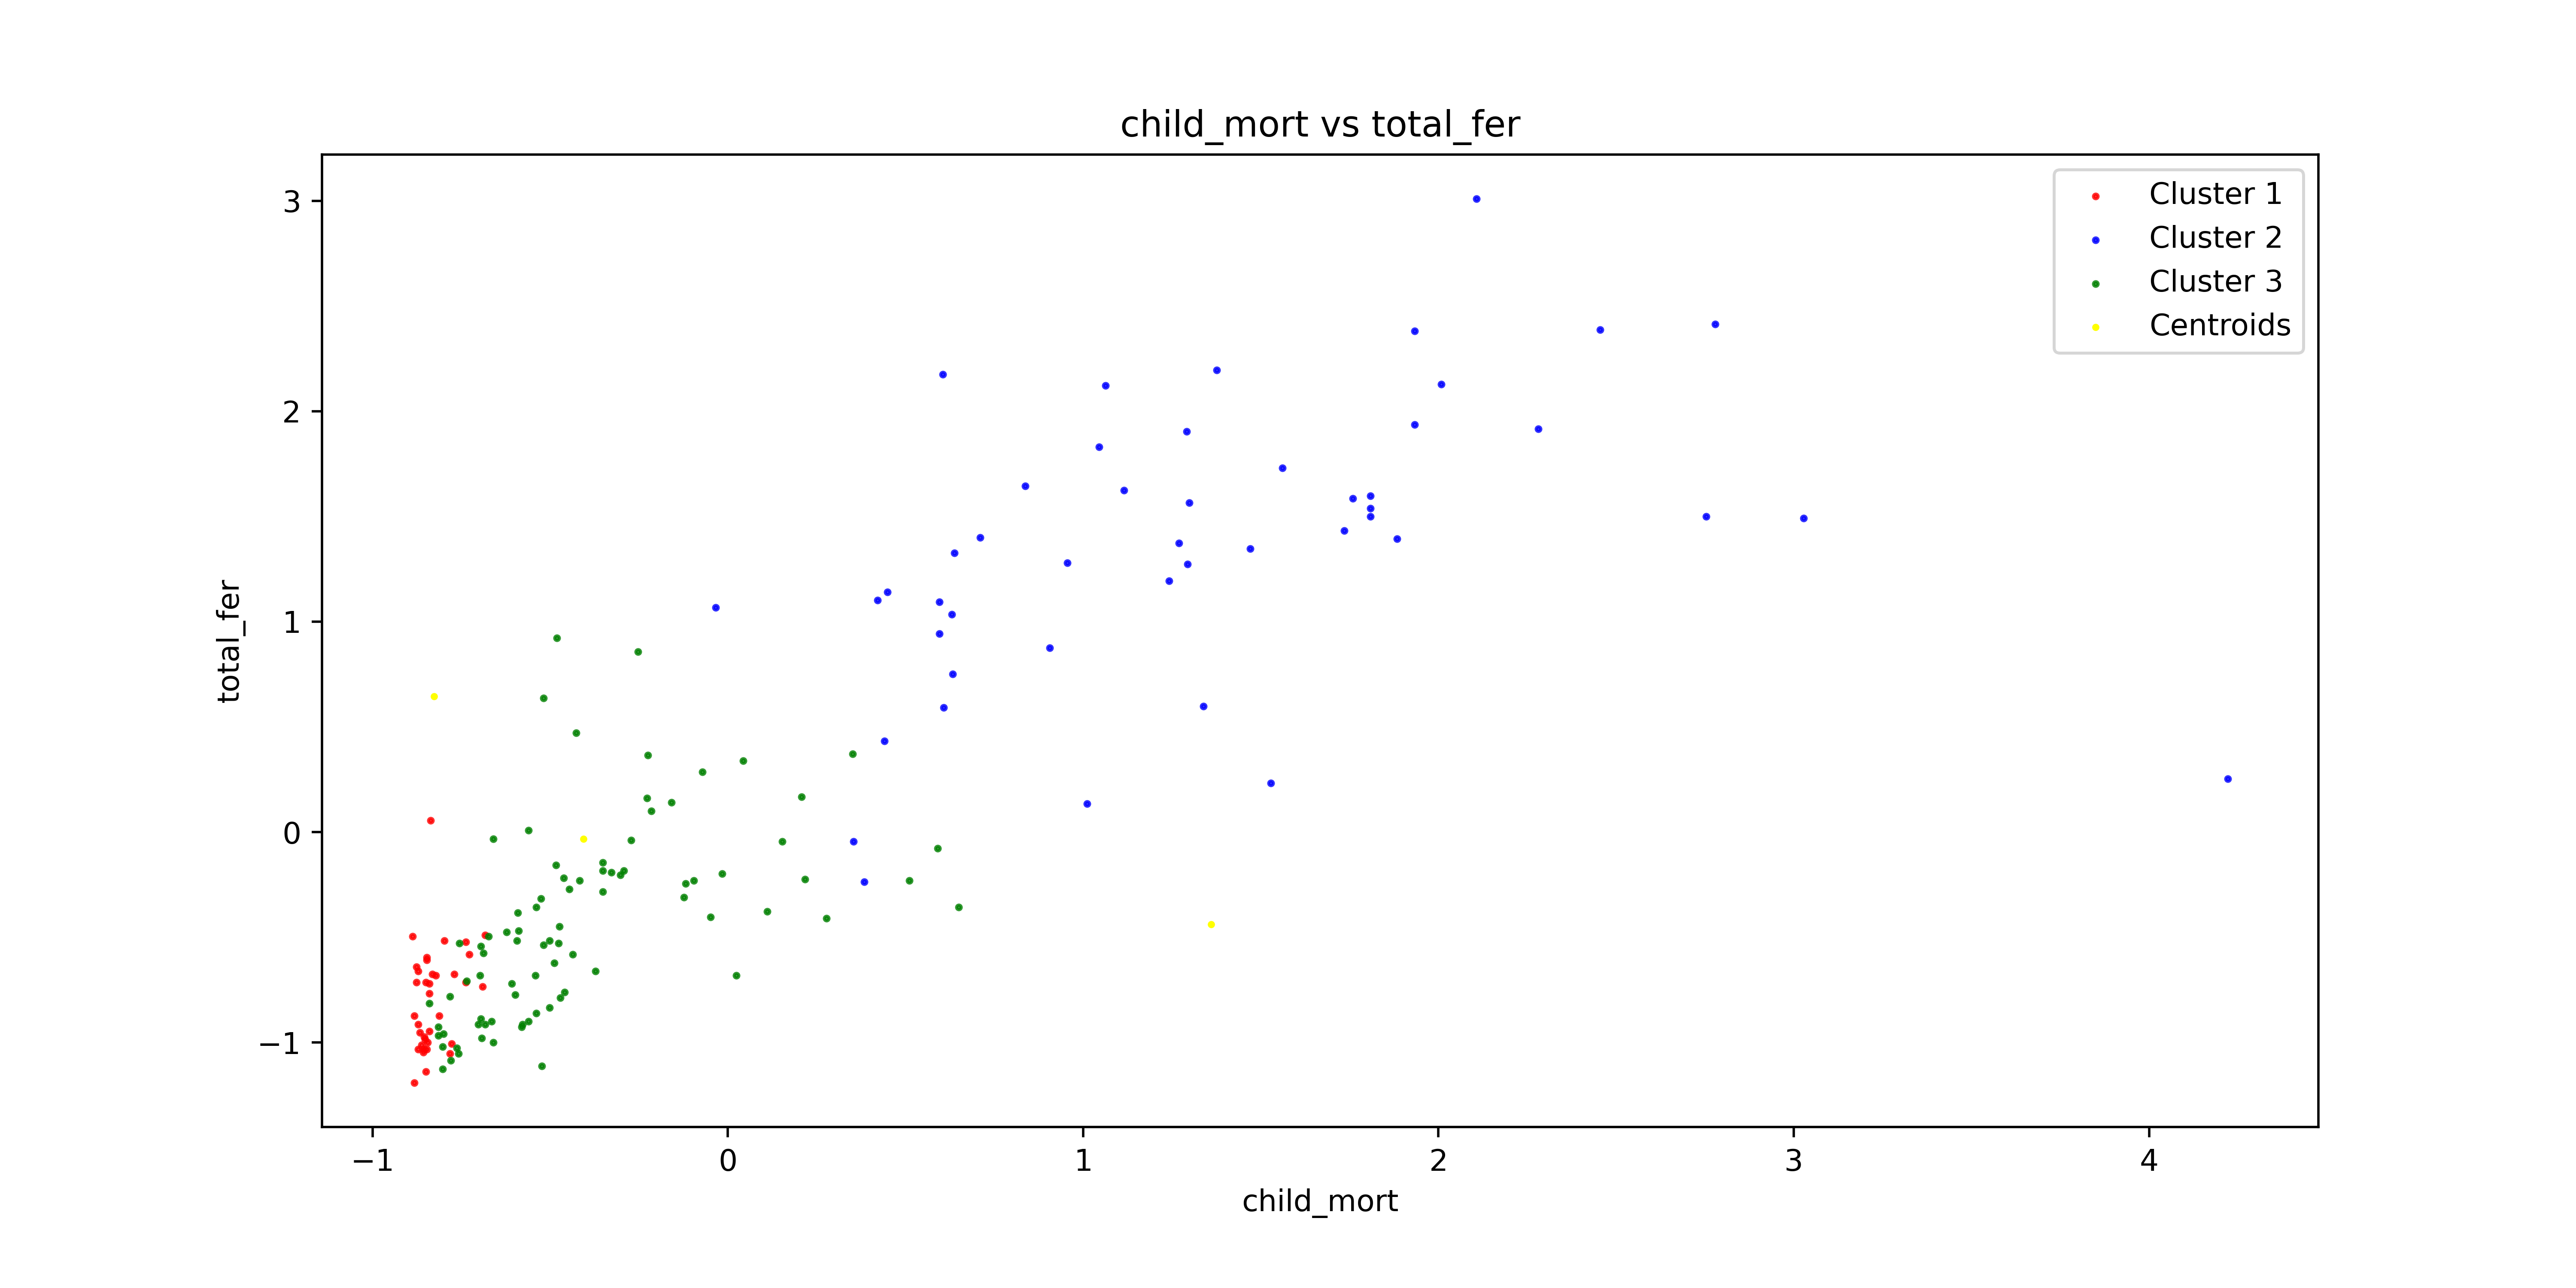 child_mort vs total_fer
Cluster 1
Cluster 2
Cluster 3
Centroids
3
2
1
0
−1
total_fer
−1
0
1
2
3
4
child_mort